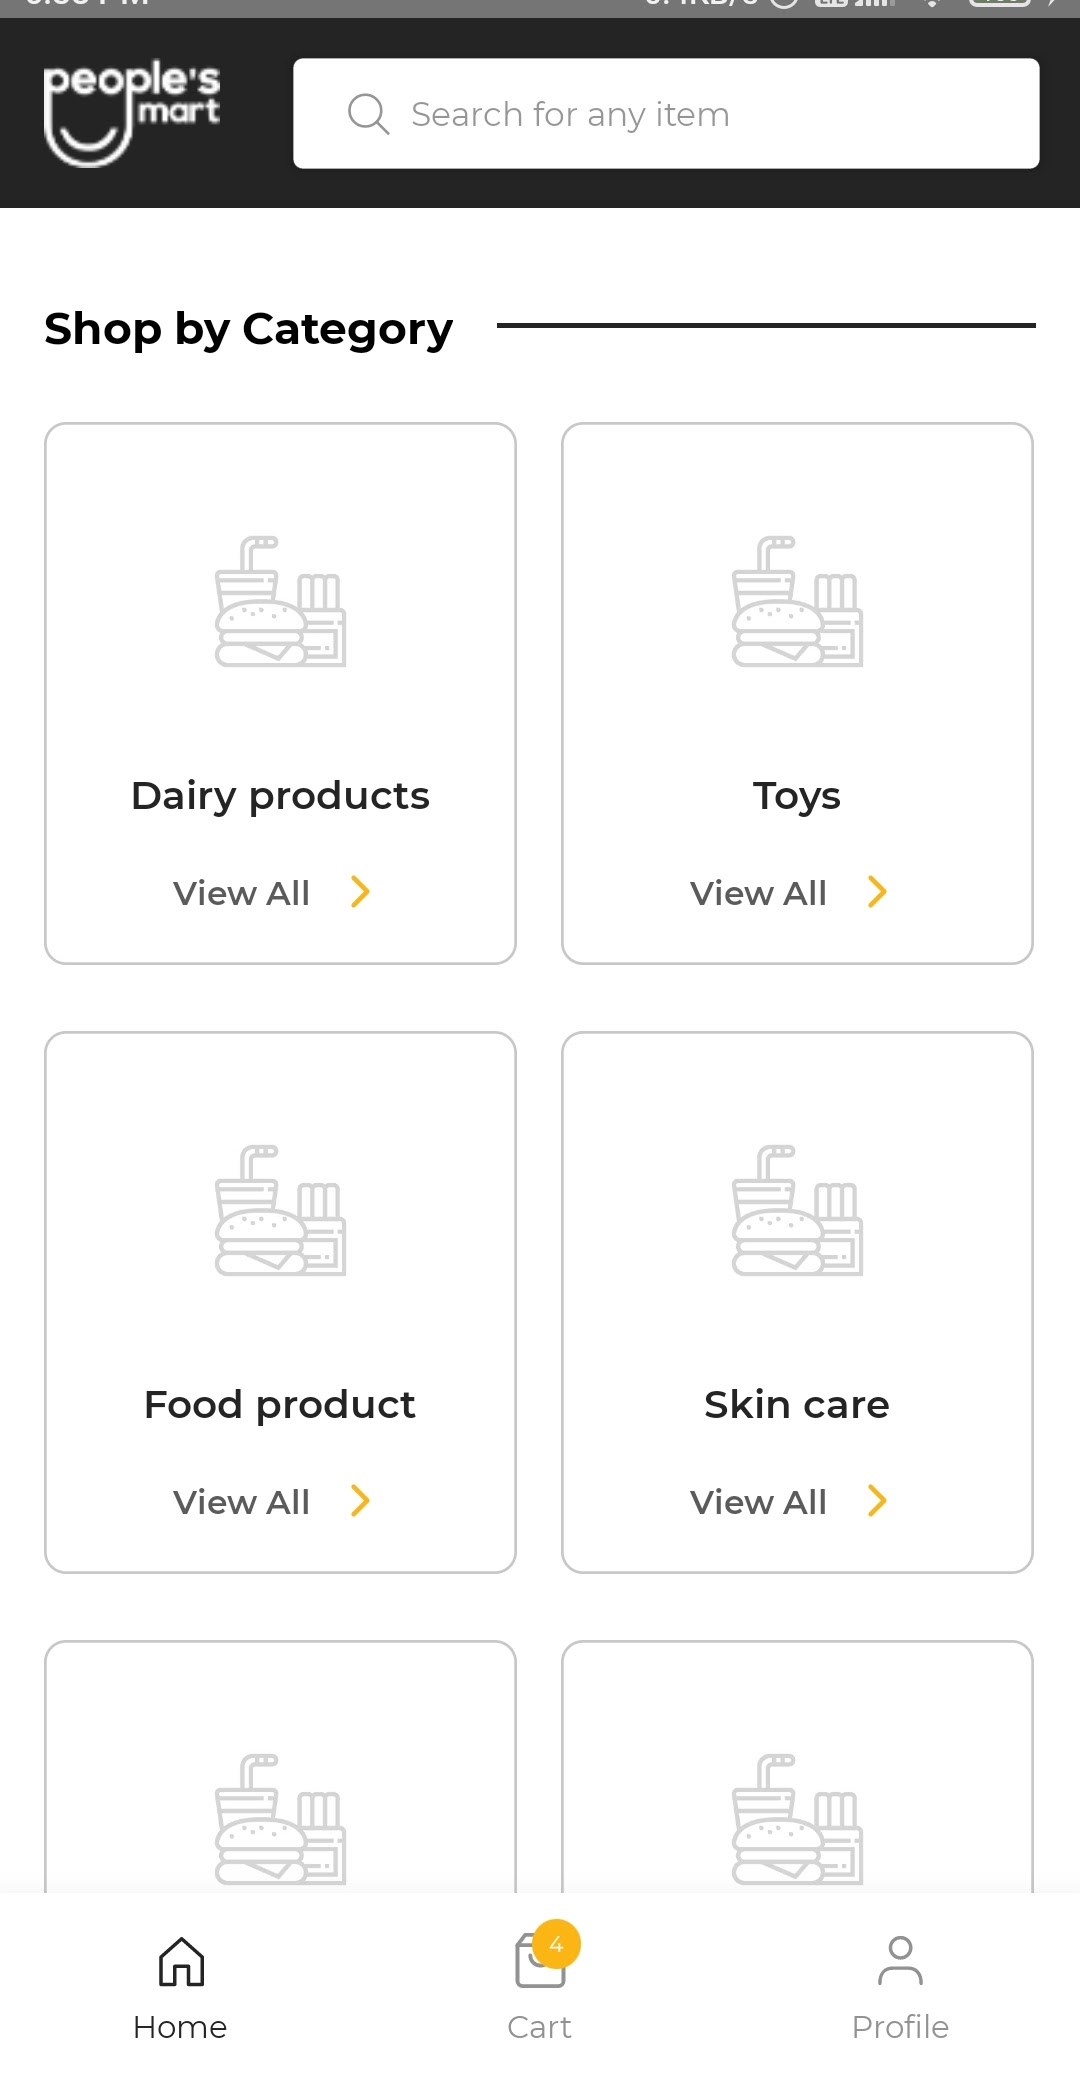 people's
mart
Search for any item
Shop by Category
Dairy products
Toys
View All
View All
Food product
Skin care
View All
View All
4
Home
Cart
Profile